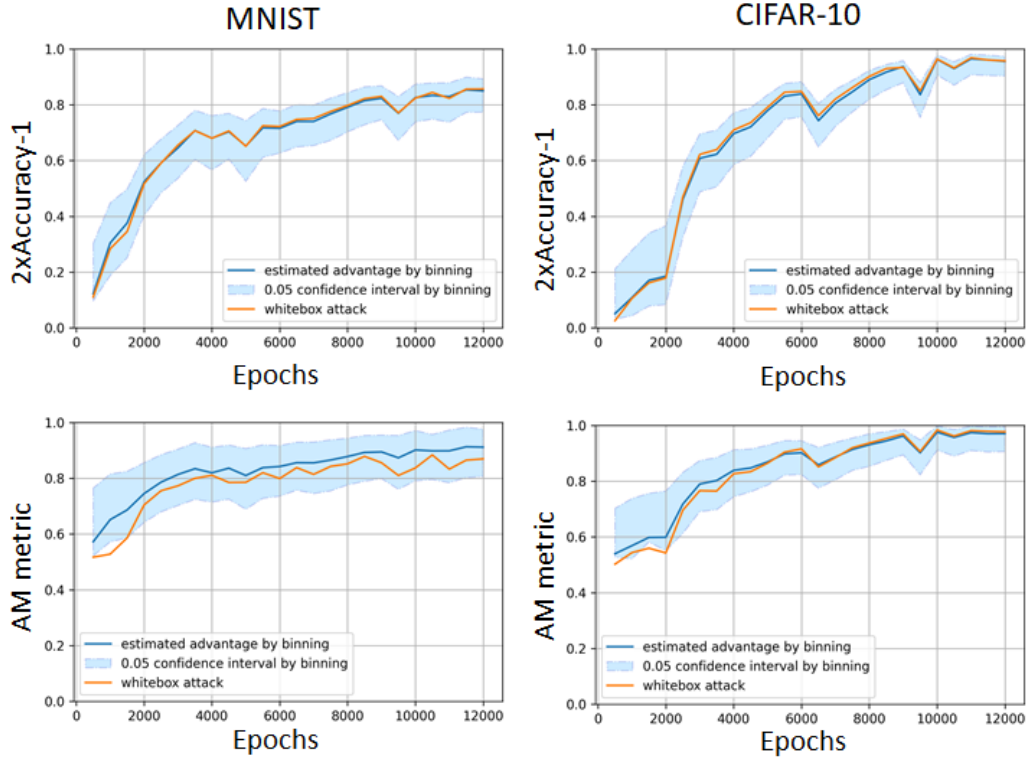 MNIST
CIFAR-10
2xAccuracy-1
1.0
0.8
0.6
0.4
0.2
0.0
estimated advantage by binning
0.05 confidence interval by binning
whitebox attack
0 2000 4000 6000 8000 10000 12000
Epochs
2xAccuracy-1
1.0
0.8
0.6
0.4
0.2
0.0
estimated advantage by binning
0.05 confidence interval by binning
whitebox attack
0 2000 4000 6000 8000 10000 12000
Epochs
AM metric
1.0
0.8
0.6
0.4
0.2
0.0
estimated advantage by binning
0.05 confidence interval by binning
whitebox attack
0 2000 4000 6000 8000 10000 12000
Epochs
AM metric
1.0
0.8
0.6
0.4
0.2
0.0
estimated advantage by binning
0.05 confidence interval by binning
whitebox attack
0 2000 4000 6000 8000 10000 12000
Epochs